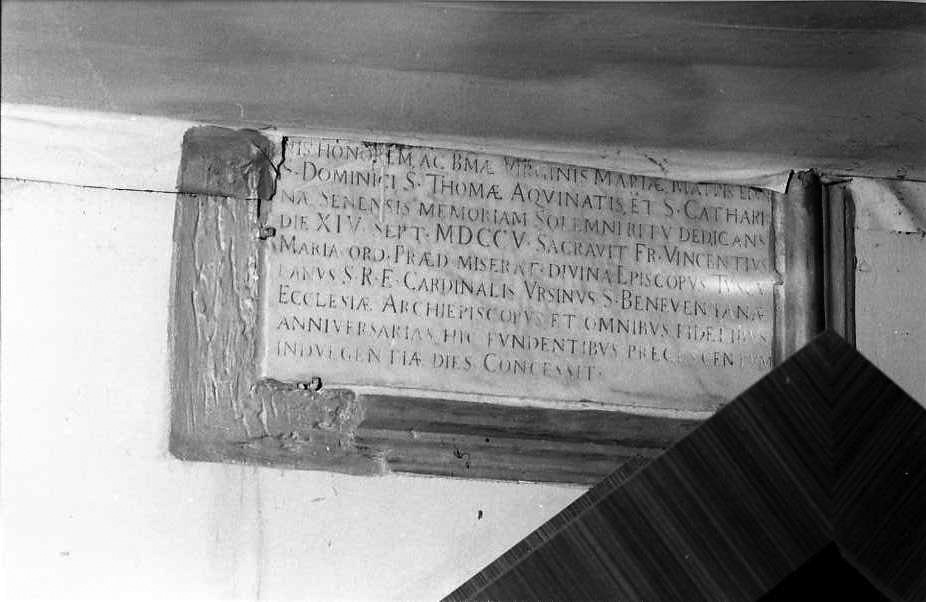 HONOREM AC BMÆ VIRGINIS MARIÆ
S. DOMINICI S. THOMÆ AQVINATIS, ET S. CATHARI
NÆ SENENSIS MEMORIAM SOLEMNI RITV DEDICANS
DIE XIV. SEPT. MDCCV. SACRAVIT FR. VINCENTIVS
MARIA ORD. PRÆD. MISERAT. DIVINA EPISCOPVS TVSCV
LANVS S. R. E. CARDINALIS VRSINVS S. BENEVENTANÆ
ECCLESIÆ ARCHIEPISCOPVS ET OMNIBVS FIDELIBVS
ANNIVERSARIAS HIC FVNDENTIBVS PRECES CENTVM
INDVLGENTIÆ DIES CONCESSIT.